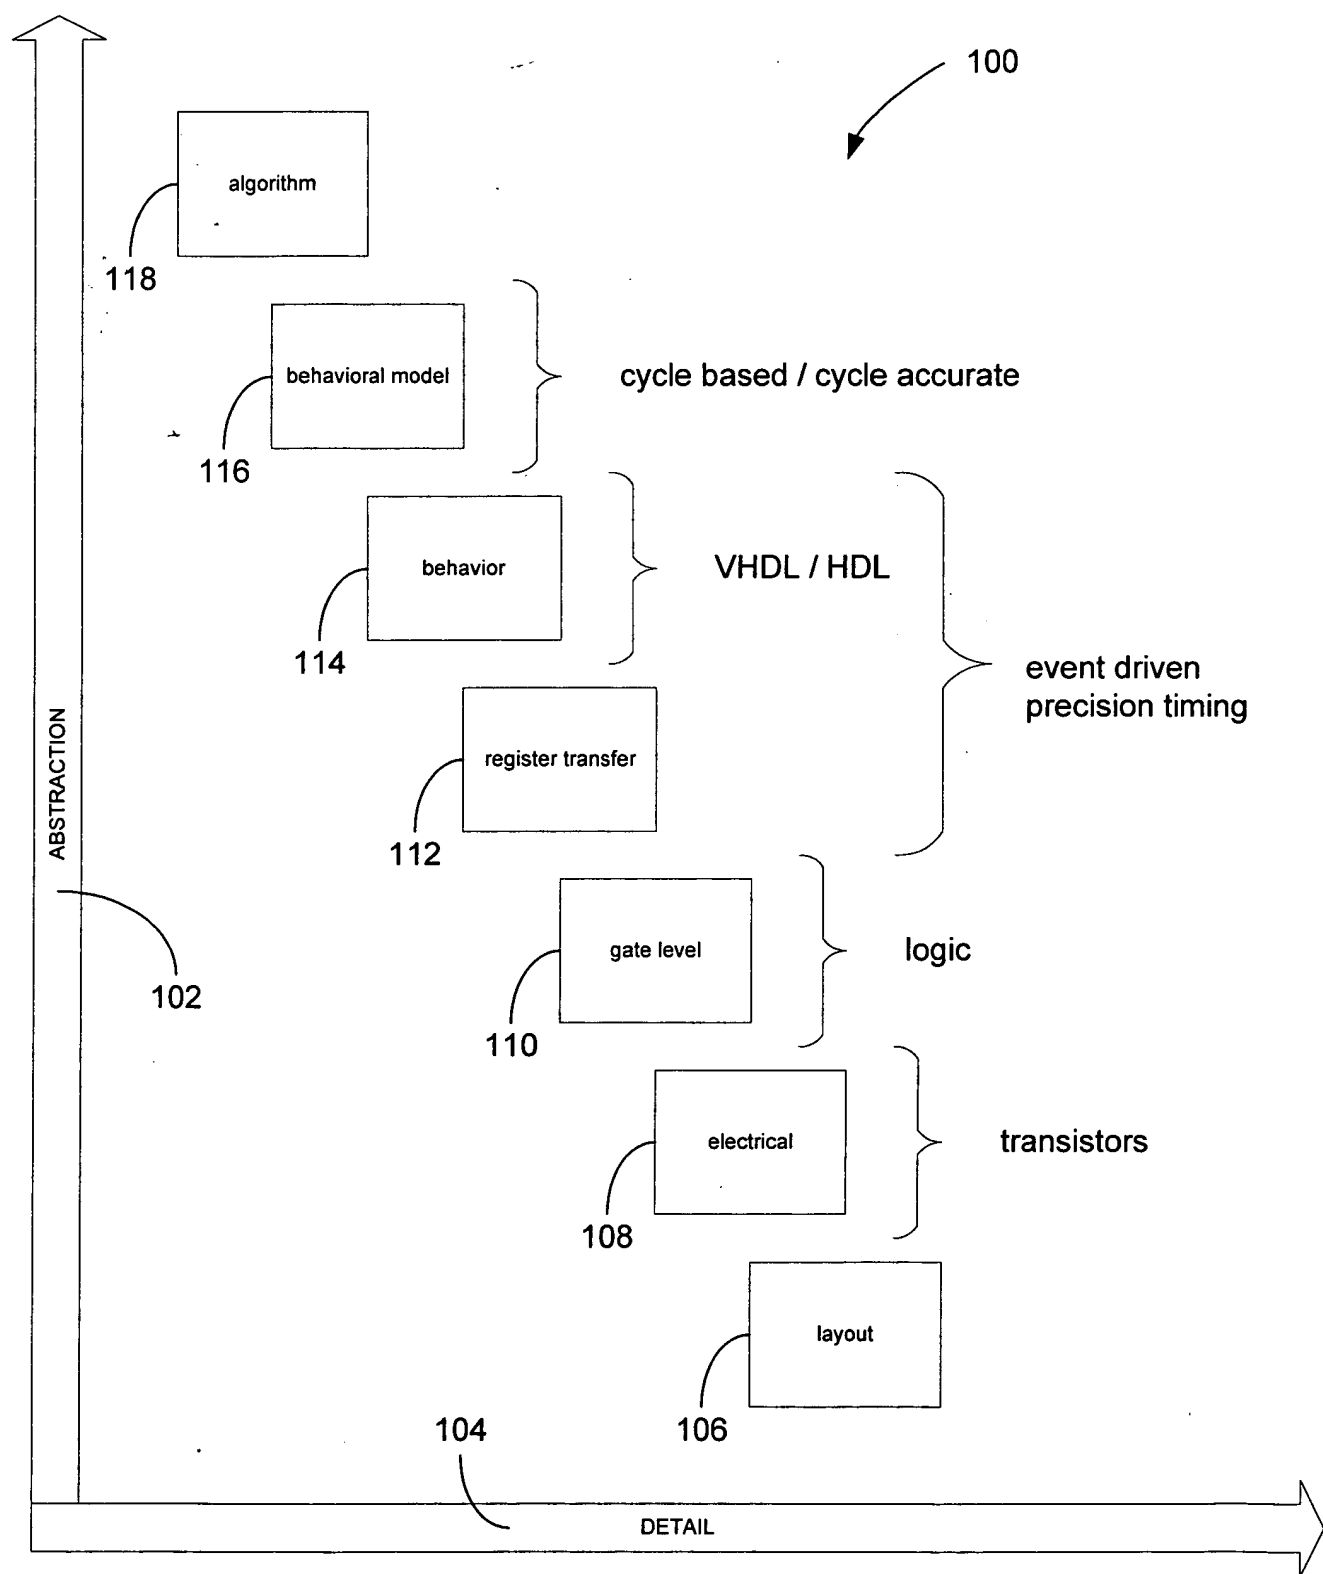 100
algorithm
118
behavioral model
cycle based / cycle accurate
116
behavior
VHDL / HDL
114
event driven
precision timing
register transfer
ABSTRACTION
112
gate level
logic
102
110
electrical
transistors
108
layout
106
104
DETAIL